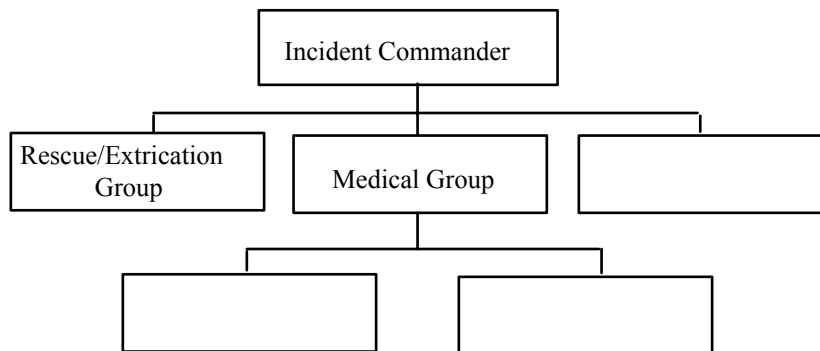 Incident Commander
Rescue/Extrication
Group
Medical Group